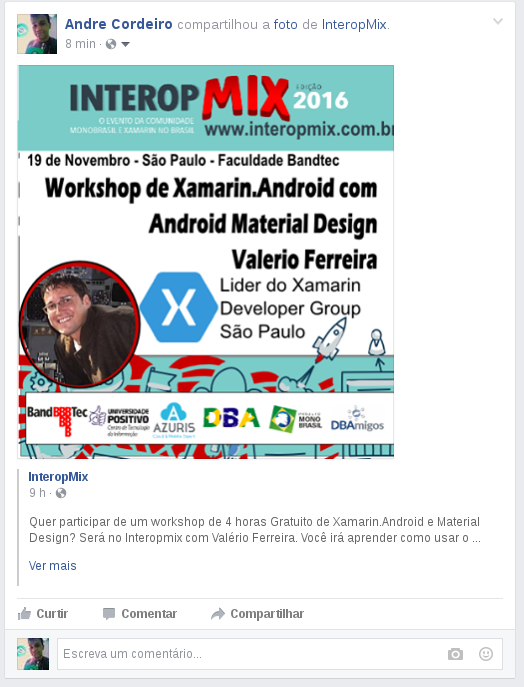 Andre Cordeiro compartilhou a foto de InteropMix.
8 min ·
INTEROPMIX EDIÇÃO 2016
O EVENTO DA COMUNIDADE
MONOBRASIL E XAMARIN NO BRASIL
www.interopmix.com.br
19 de Novembro - São Paulo - Faculdade Bandtec
Workshop de Xamarin.Android com
Android Material Design
Valerio Ferreira
Lider do Xamarin
Developer Group
São Paulo
BandTec
UNIVERSIDADE
POSITIVO
Centro de Tecnologia
da Informação
AZURIS
DBA
MONO
BRASIL
DBAmigos
InteropMix
9 h ·
Quer participar de um workshop de 4 horas Gratuito de Xamarin.Android e Material
Design? Será no Interopmix com Valério Ferreira. Você irá aprender como usar o ...
Ver mais
Curtir Comentar Compartilhar
Escreva um comentário...